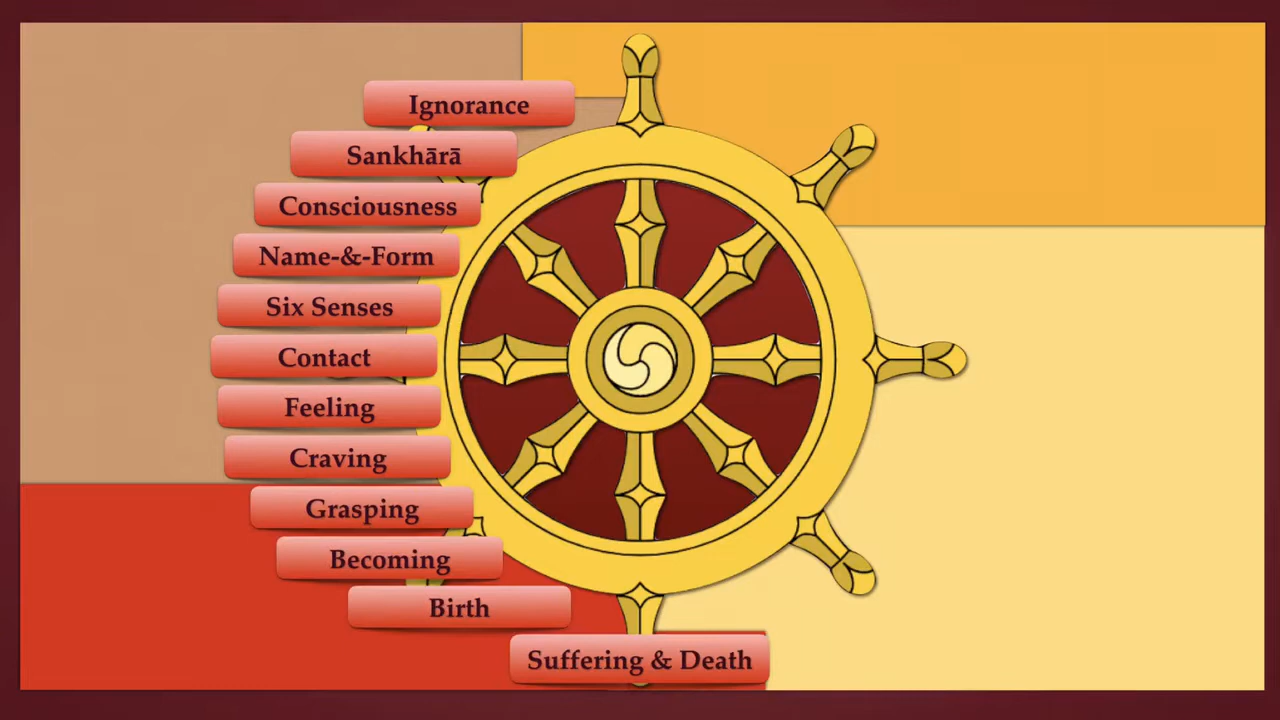 Ignorance
Sankhārā
Consciousness
Name-&-Form
Six Senses
Contact
Feeling
Craving
Grasping
Becoming
Birth
Suffering & Death